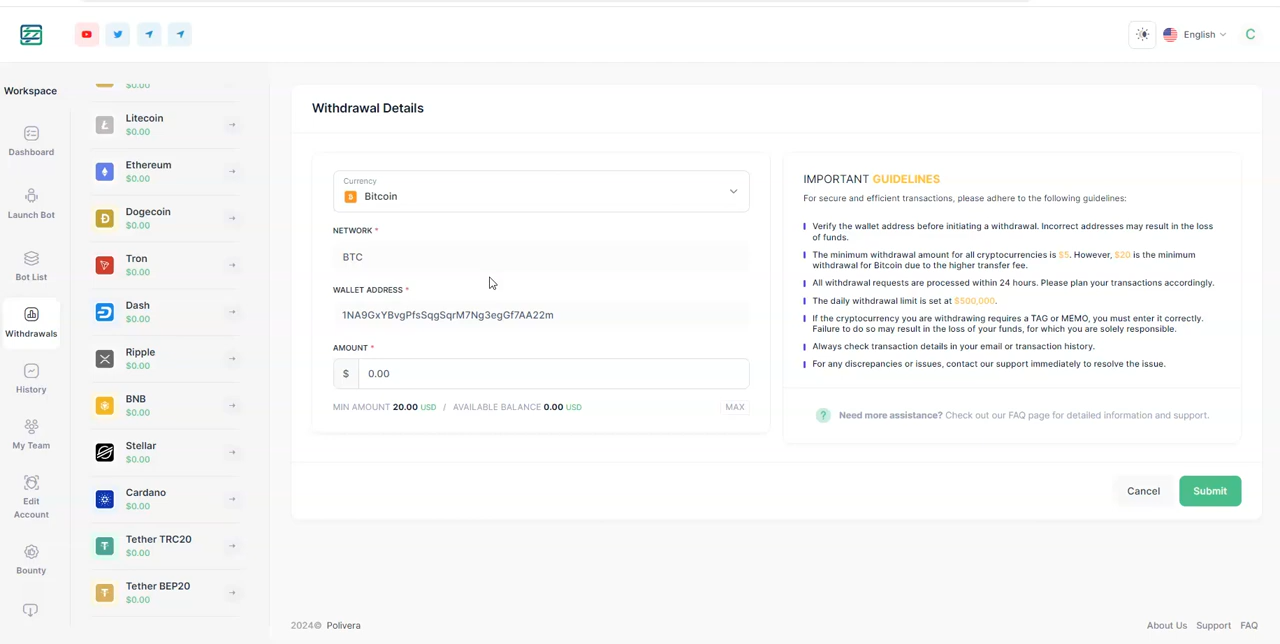 English
C
Workspace
Dashboard
Launch Bot
Bot List
Withdrawals
History
My Team
Edit
Account
Bounty
$0.00
Litecoin
$0.00
Ethereum
$0.00
Dogecoin
$0.00
Tron
$0.00
Dash
$0.00
Ripple
$0.00
BNB
$0.00
Stellar
$0.00
Cardano
$0.00
Tether TRC20
$0.00
Tether BEP20
$0.00
Withdrawal Details
Currency
Bitcoin
NETWORK *
BTC
WALLET ADDRESS *
1NA9GxYBvgPfsSqgSqrM7Ng3egGf7AA22m
AMOUNT *
$ 0.00
MIN AMOUNT 20.00 USD / AVAILABLE BALANCE 0.00 USD MAX
IMPORTANT GUIDELINES
For secure and efficient transactions, please adhere to the following guidelines:
Verify the wallet address before initiating a withdrawal. Incorrect addresses may result in the loss
of funds.
The minimum withdrawal amount for all cryptocurrencies is $5. However, $20 is the minimum
withdrawal for Bitcoin due to the higher transfer fee.
All withdrawal requests are processed within 24 hours. Please plan your transactions accordingly.
The daily withdrawal limit is set at $500,000.
If the cryptocurrency you are withdrawing requires a TAG or MEMO, you must enter it correctly.
Failure to do so may result in the loss of your funds, for which you are solely responsible.
Always check transaction details in your email or transaction history.
For any discrepancies or issues, contact our support immediately to resolve the issue.
? Need more assistance? Check out our FAQ page for detailed information and support.
Cancel
Submit
2024© Polivera
About Us Support FAQ